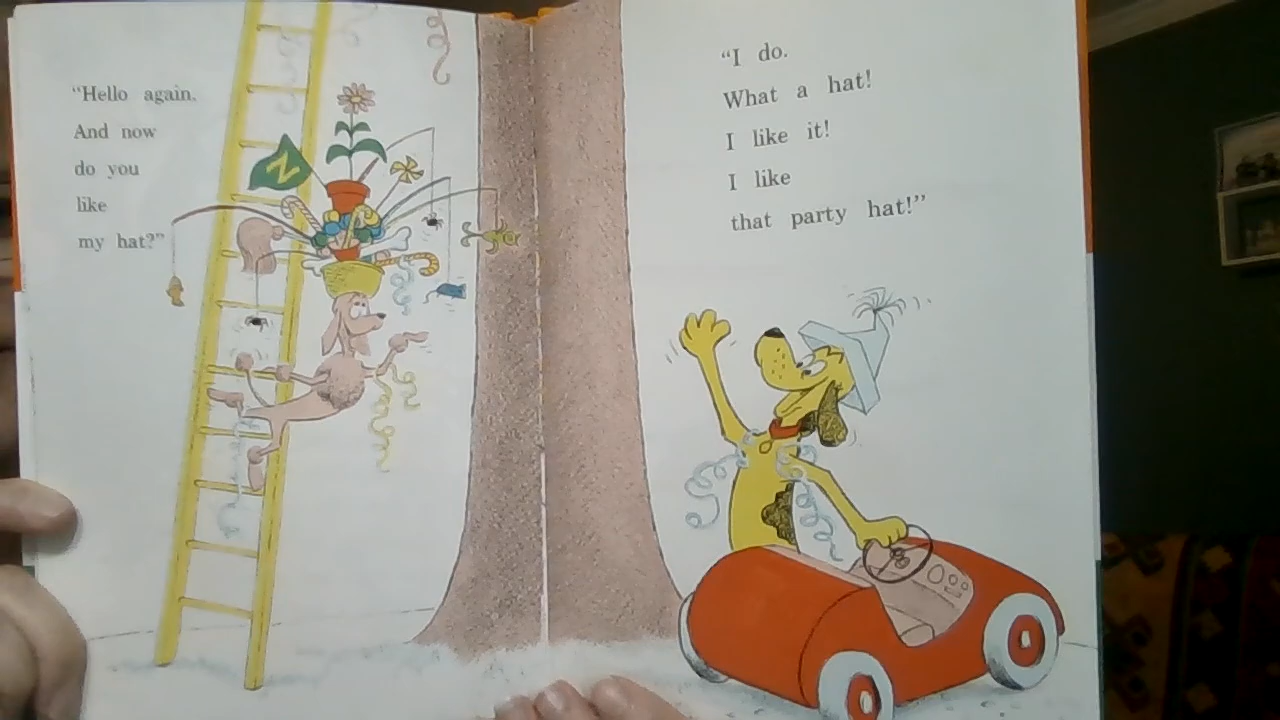 “Hello again.
And now
do you
like
my hat?”
Z
“I do.
What a hat!
I like it!
I like
that party hat!”